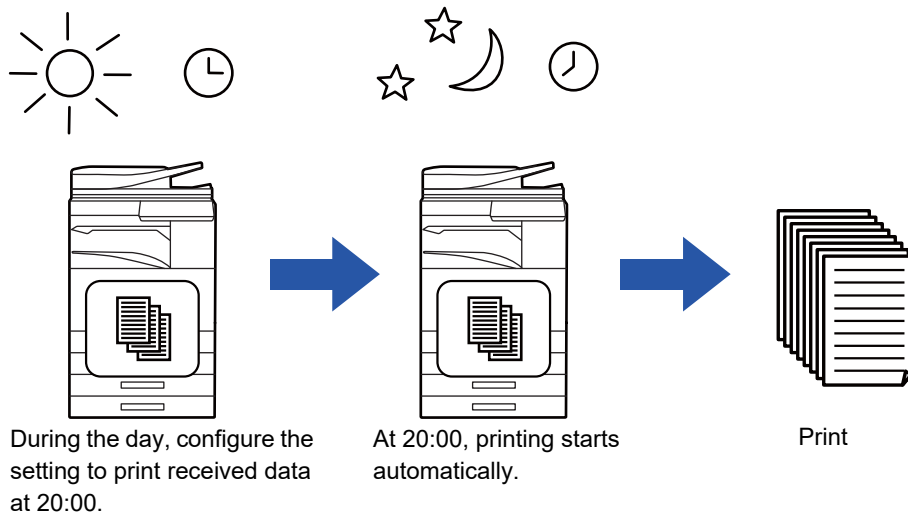 During the day, configure the
setting to print received data
at 20:00.
At 20:00, printing starts
automatically.
Print